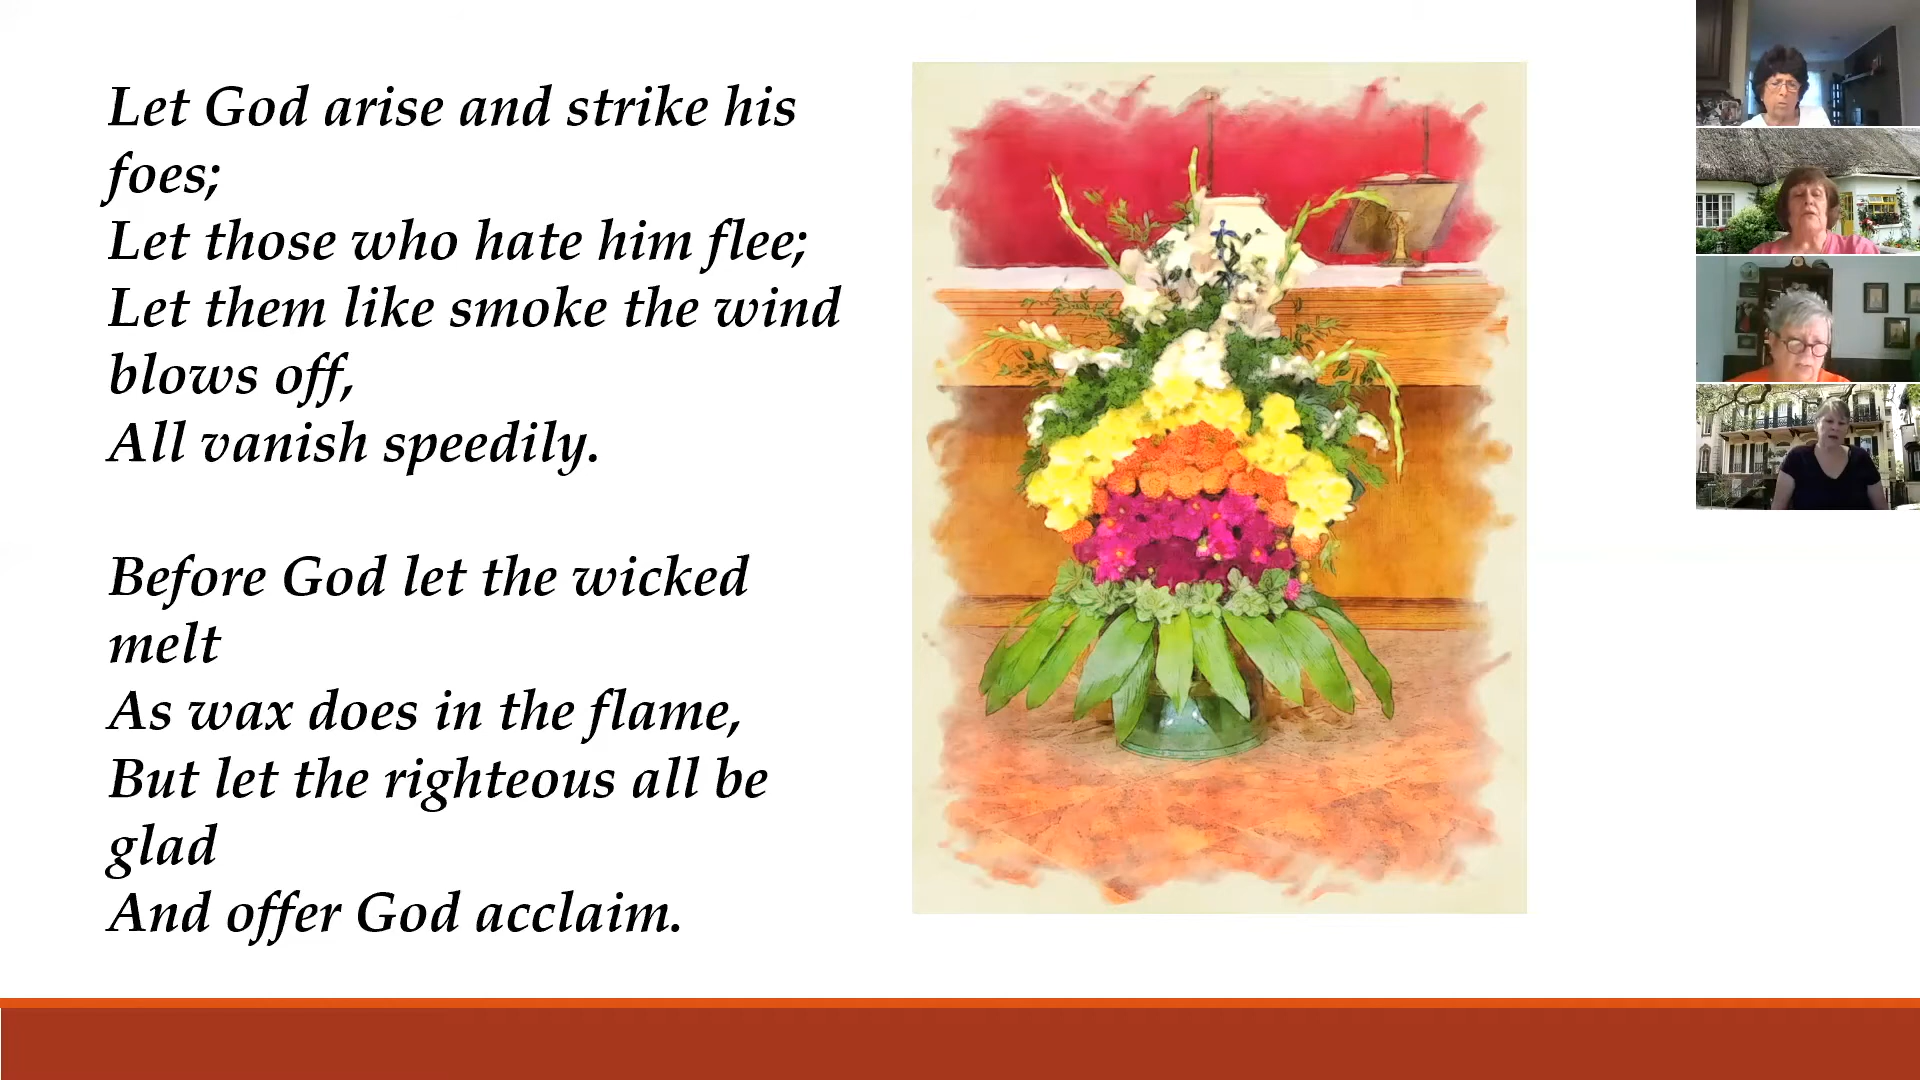 Let God arise and strike his
foes;
Let those who hate him flee;
Let them like smoke the wind
blows off,
All vanish speedily.
Before God let the wicked
melt
As wax does in the flame,
But let the righteous all be
glad
And offer God acclaim.